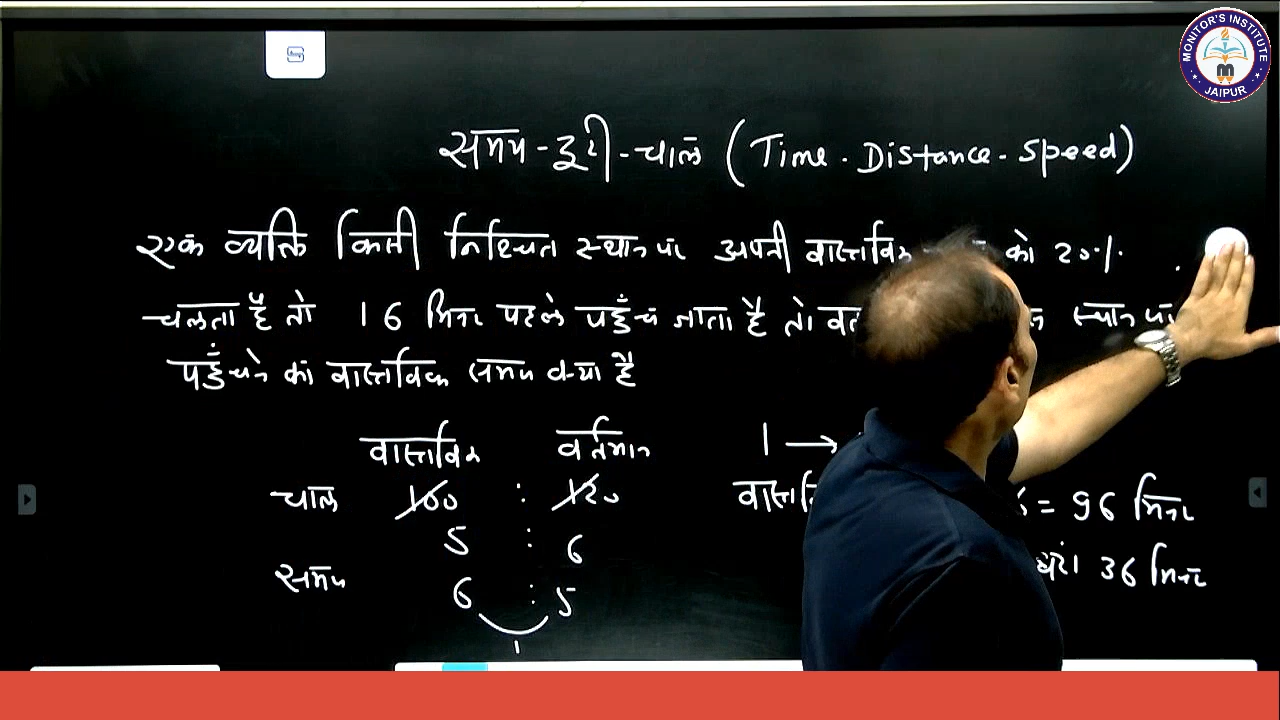 MONITOR'S INSTITUTE
JAIPUR
समय-दूरी-चाल (Time-Distance-Speed)
एक व्यक्ति किसी निश्चित स्थान पर अपनी को 20%
चलता है तो 16 मिनट पहले पहुँच जाता है तो स्थान पर
पहुँचने का वास्तविक समय क्या है
वास्तविक वर्तमान 1 →
चाल 100 : 120 = 96 मिनट
5 : 6
समय 6 : 5 घंटा 36 मिनट
1